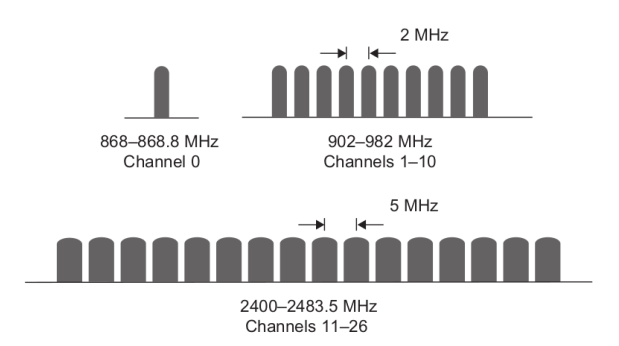 2 MHz
868–868.8 MHz
Channel 0
902–982 MHz
Channels 1–10
5 MHz
2400–2483.5 MHz
Channels 11–26